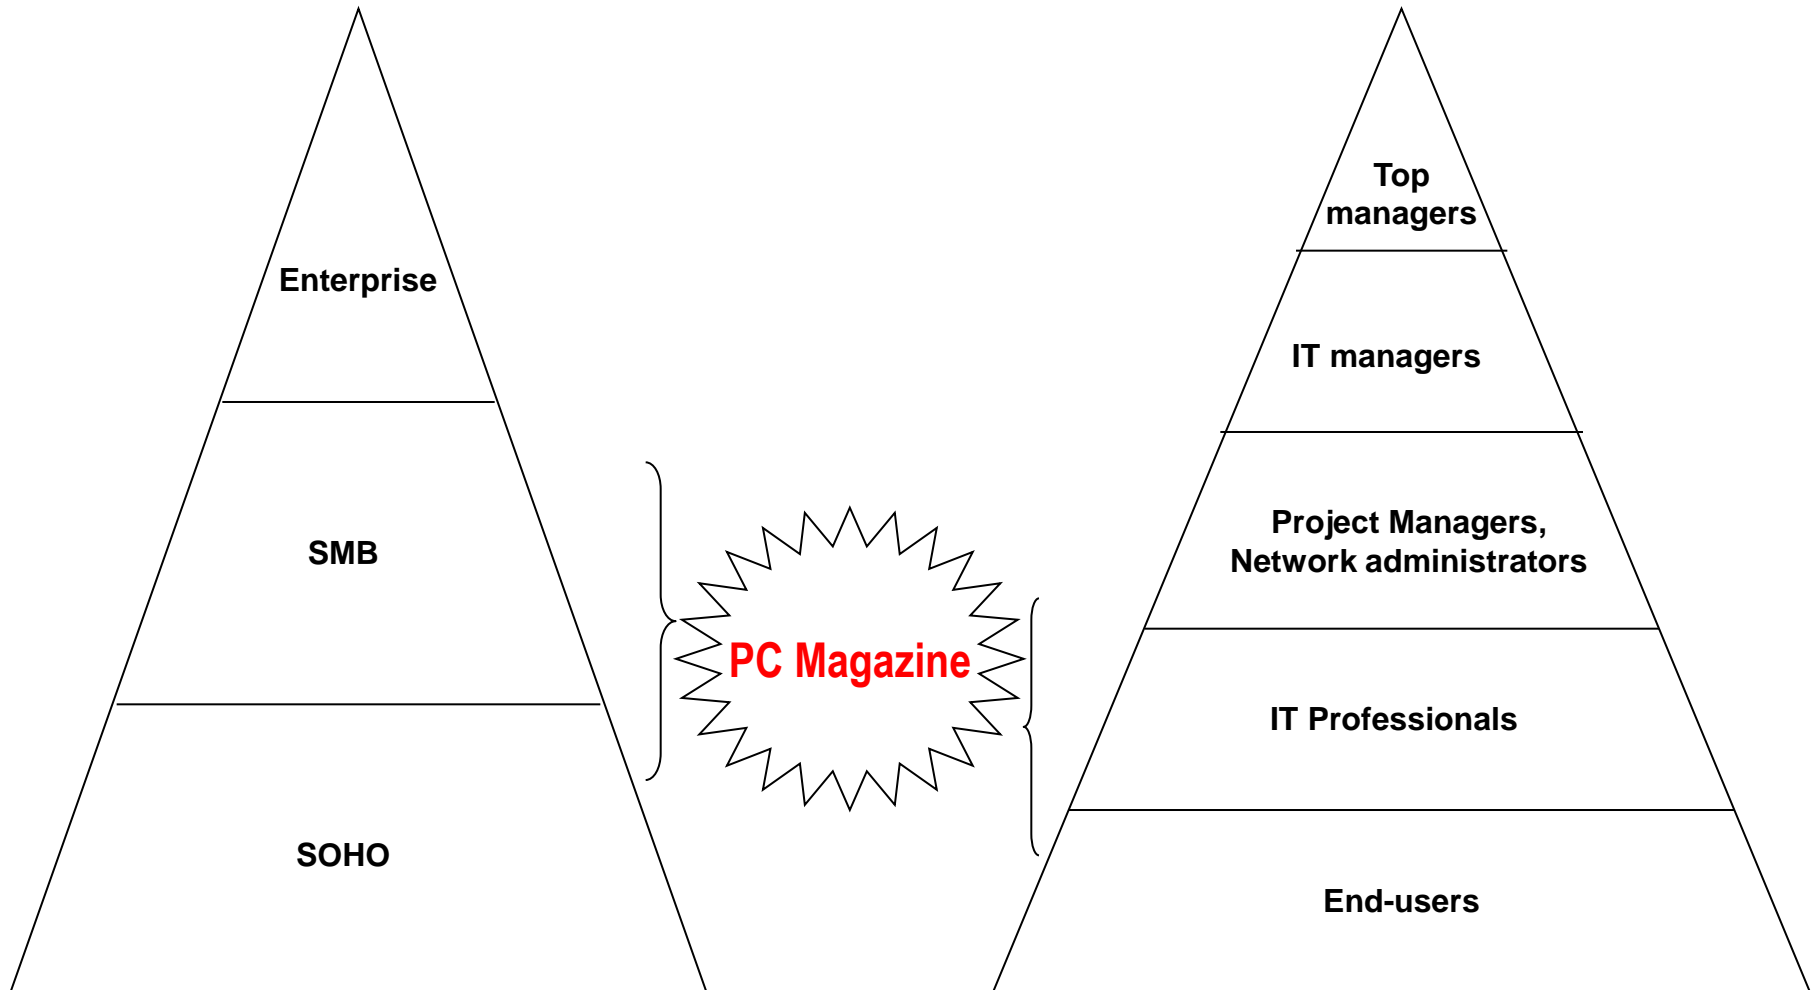 Enterprise
SMB
SOHO
PC Magazine
Top
managers
IT managers
Project Managers,
Network administrators
IT Professionals
End-users